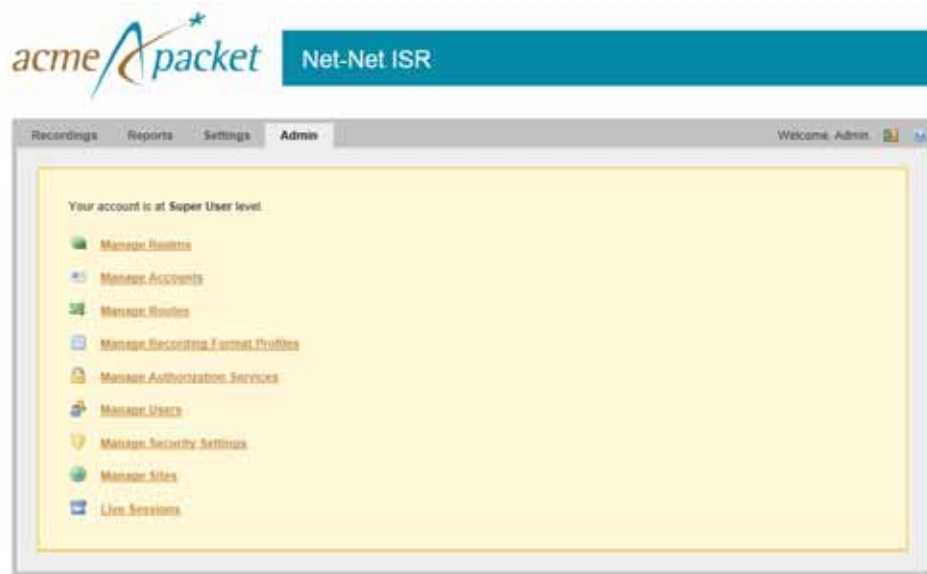 acme packet
Net-Net ISR
Recordings Reports Settings Admin Welcome, Admin.
Your account is at Super User level.
Manage Realms
Manage Accounts
Manage Routes
Manage Recording Format Profiles
Manage Authorization Services
Manage Users
Manage Security Settings
Manage Sites
Live Sessions